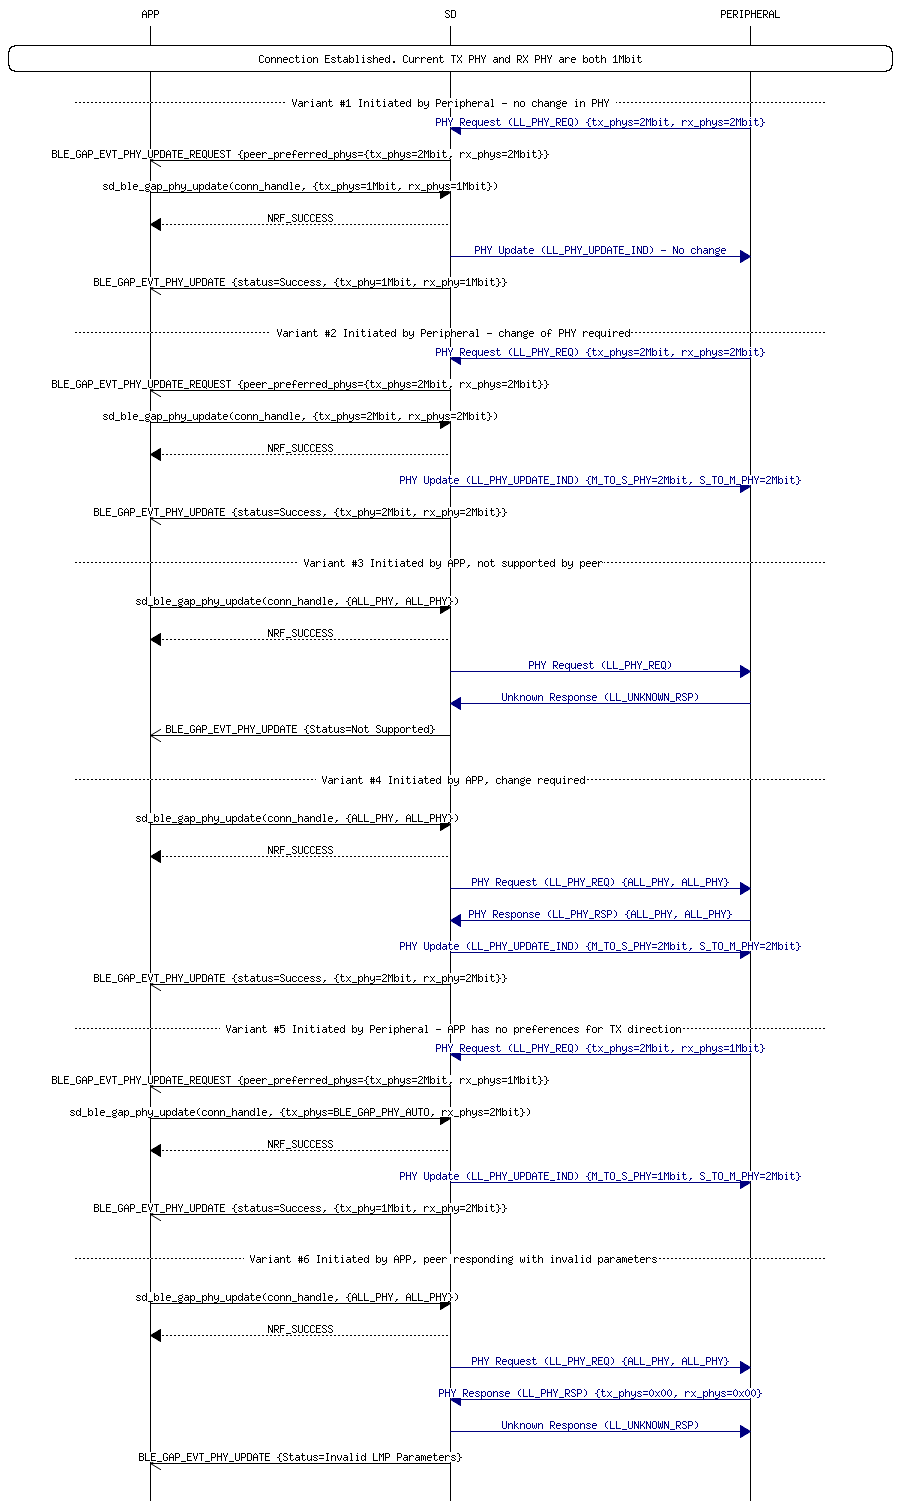 APP SD PERIPHERAL
Connection Established. Current TX PHY and RX PHY are both 1Mbit
Variant #1 Initiated by Peripheral - no change in PHY
PHY Request (LL_PHY_REQ) {tx_phys=2Mbit, rx_phys=2Mbit}
BLE_GAP_EVT_PHY_UPDATE_REQUEST {peer_preferred_phys={tx_phys=2Mbit, rx_phys=2Mbit}}
sd_ble_gap_phy_update(conn_handle, {tx_phys=1Mbit, rx_phys=1Mbit})
NRF_SUCCESS
PHY Update (LL_PHY_UPDATE_IND) - No change
BLE_GAP_EVT_PHY_UPDATE {status=Success, {tx_phy=1Mbit, rx_phy=1Mbit}}
Variant #2 Initiated by Peripheral - change of PHY required
PHY Request (LL_PHY_REQ) {tx_phys=2Mbit, rx_phys=2Mbit}
BLE_GAP_EVT_PHY_UPDATE_REQUEST {peer_preferred_phys={tx_phys=2Mbit, rx_phys=2Mbit}}
sd_ble_gap_phy_update(conn_handle, {tx_phys=2Mbit, rx_phys=2Mbit})
NRF_SUCCESS
PHY Update (LL_PHY_UPDATE_IND) {M_TO_S_PHY=2Mbit, S_TO_M_PHY=2Mbit}
BLE_GAP_EVT_PHY_UPDATE {status=Success, {tx_phy=2Mbit, rx_phy=2Mbit}}
Variant #3 Initiated by APP, not supported by peer
sd_ble_gap_phy_update(conn_handle, {ALL_PHY, ALL_PHY})
NRF_SUCCESS
PHY Request (LL_PHY_REQ)
Unknown Response (LL_UNKNOWN_RSP)
BLE_GAP_EVT_PHY_UPDATE {Status=Not Supported}
Variant #4 Initiated by APP, change required
sd_ble_gap_phy_update(conn_handle, {ALL_PHY, ALL_PHY})
NRF_SUCCESS
PHY Request (LL_PHY_REQ) {ALL_PHY, ALL_PHY}
PHY Response (LL_PHY_RSP) {ALL_PHY, ALL_PHY}
PHY Update (LL_PHY_UPDATE_IND) {M_TO_S_PHY=2Mbit, S_TO_M_PHY=2Mbit}
BLE_GAP_EVT_PHY_UPDATE {status=Success, {tx_phy=2Mbit, rx_phy=2Mbit}}
Variant #5 Initiated by Peripheral - APP has no preferences for TX direction
PHY Request (LL_PHY_REQ) {tx_phys=2Mbit, rx_phys=1Mbit}
BLE_GAP_EVT_PHY_UPDATE_REQUEST {peer_preferred_phys={tx_phys=2Mbit, rx_phys=1Mbit}}
sd_ble_gap_phy_update(conn_handle, {tx_phys=BLE_GAP_PHY_AUTO, rx_phys=2Mbit})
NRF_SUCCESS
PHY Update (LL_PHY_UPDATE_IND) {M_TO_S_PHY=1Mbit, S_TO_M_PHY=2Mbit}
BLE_GAP_EVT_PHY_UPDATE {status=Success, {tx_phy=1Mbit, rx_phy=2Mbit}}
Variant #6 Initiated by APP, peer responding with invalid parameters
sd_ble_gap_phy_update(conn_handle, {ALL_PHY, ALL_PHY})
NRF_SUCCESS
PHY Request (LL_PHY_REQ) {ALL_PHY, ALL_PHY}
PHY Response (LL_PHY_RSP) {tx_phys=0x00, rx_phys=0x00}
Unknown Response (LL_UNKNOWN_RSP)
BLE_GAP_EVT_PHY_UPDATE {Status=Invalid LMP Parameters}